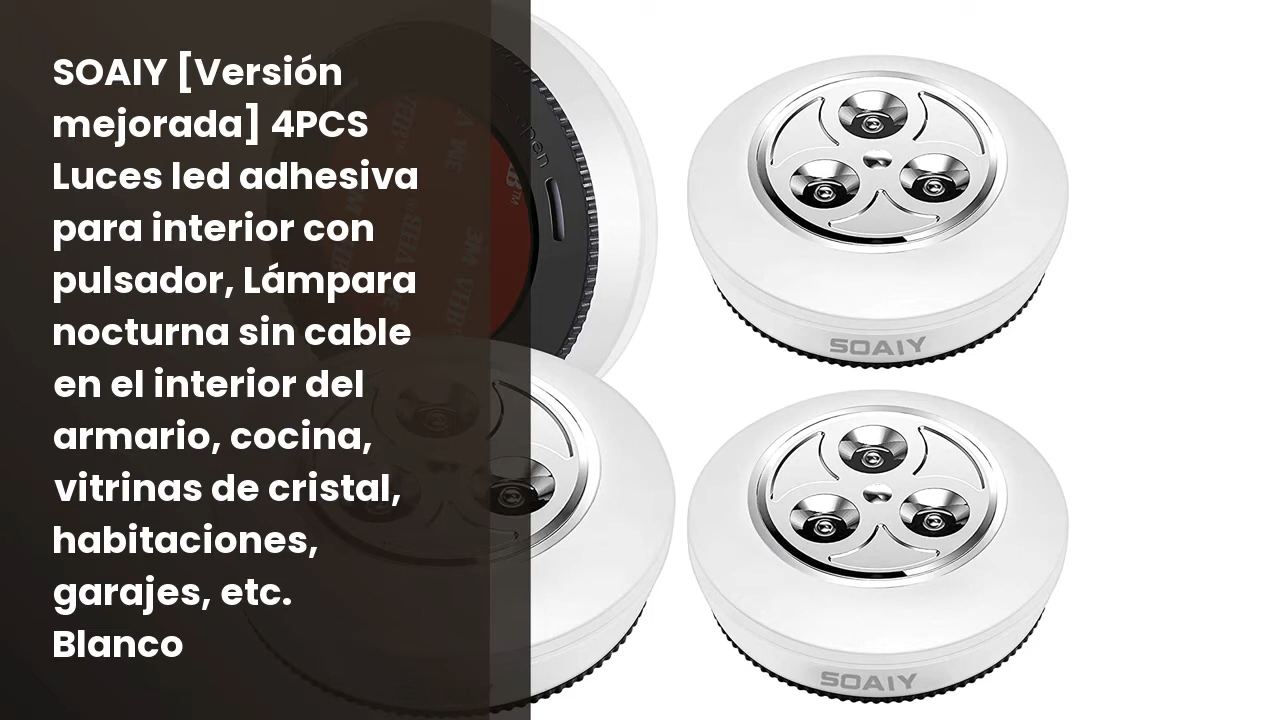 SOAIY [Versión
mejorada] 4PCS
Luces led adhesiva
para interior con
pulsador, Lámpara
nocturna sin cable
en el interior del
armario, cocina,
vitrinas de cristal,
habitaciones,
garajes, etc.
Blanco
open
SOAIY
SOAIY